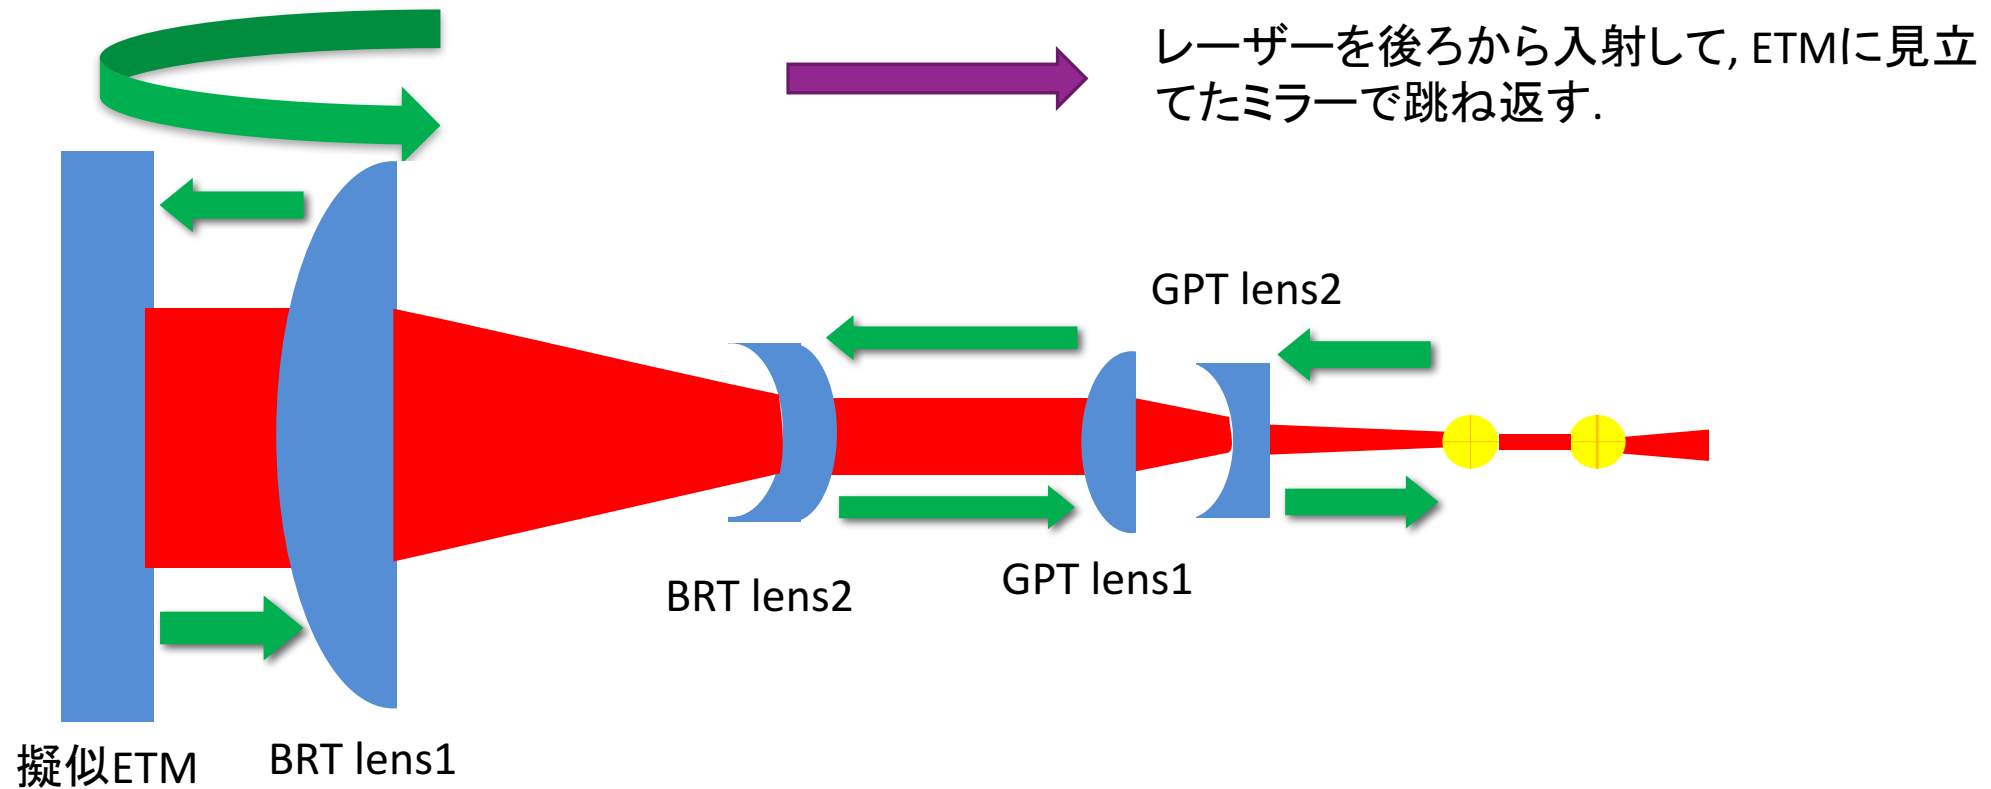 レーザーを後ろから入射して, ETMに見立
てたミラーで跳ね返す.
GPT lens2
GPT lens1
BRT lens2
BRT lens1
擬似ETM